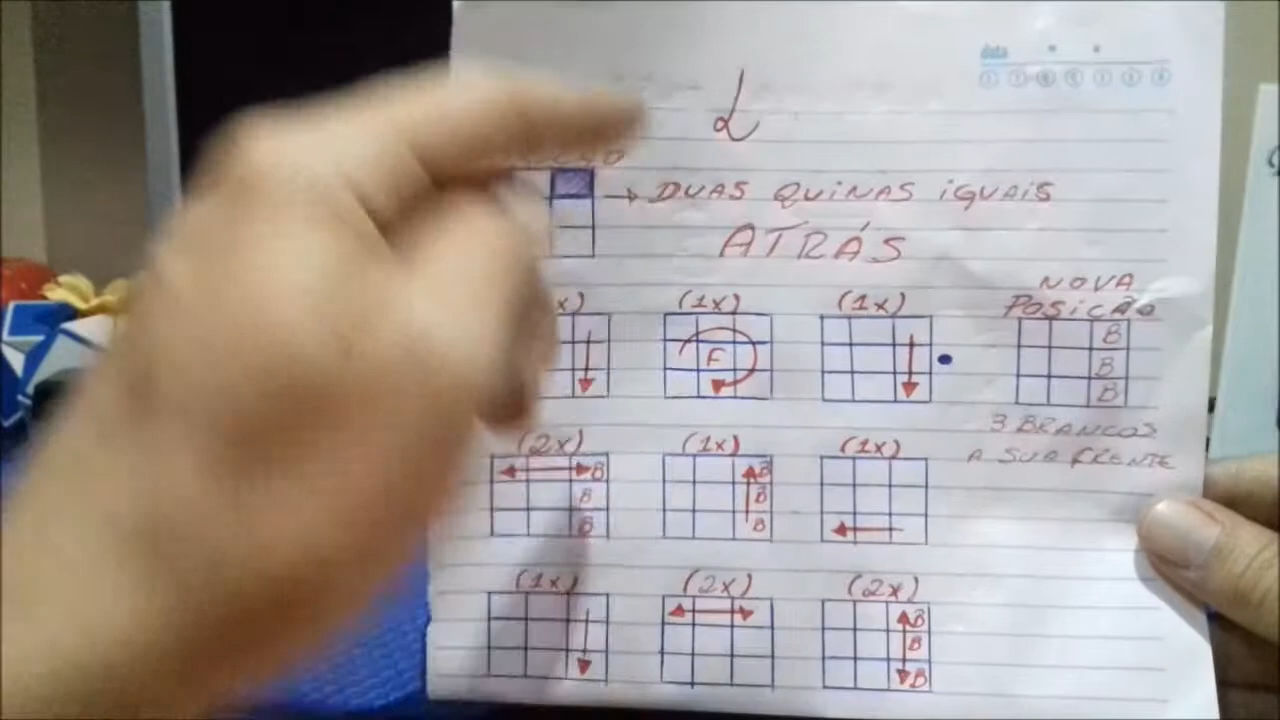 data
L
DUAS QUINAS IGUAIS
ATRÁS
(1x) (1x)
F
NOVA
POSIÇÃO
B
B
B
3 BRANCOS
A SUA FRENTE
(2x) (1x) (1x)
B B
B B
B B
(1x) (2x) (2x)
B
B
B